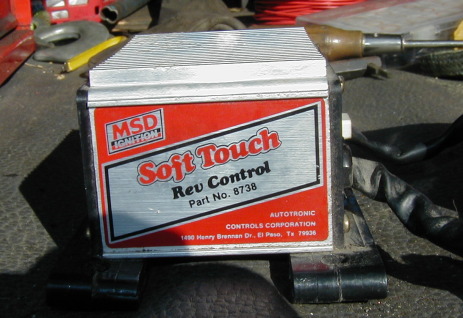 MSD
IGNITION
Soft Touch
Rev Control
Part No. 8738
AUTOTRONIC
CONTROLS CORPORATION
1490 Henry Brennan Dr., El Paso, Tx 79936